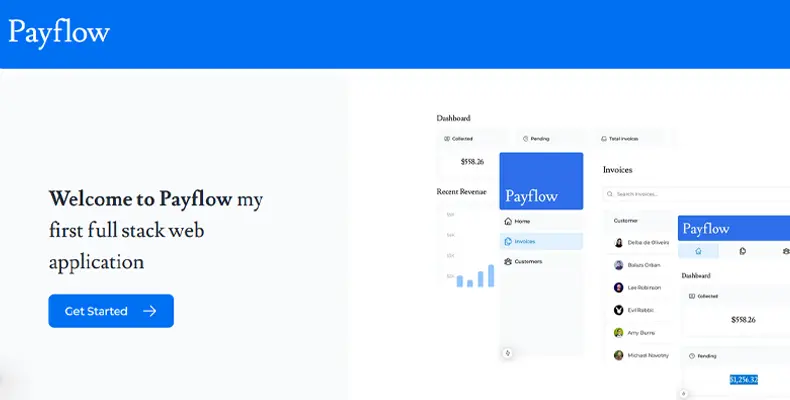 Payflow
Welcome to Payflow my
first full stack web
application
Get Started
Dashboard
Collected
Pending
Total Invoices
$558.26
Recent Revenue
Payflow
Home
Invoices
Customers
Invoices
Search invoices...
Customer
Delba de Oliveira
Balazs Orban
Lee Robinson
Evil Rabbit
Amy Burns
Michael Novotny
Payflow
Dashboard
Collected
$558.26
Pending
$1,256.32